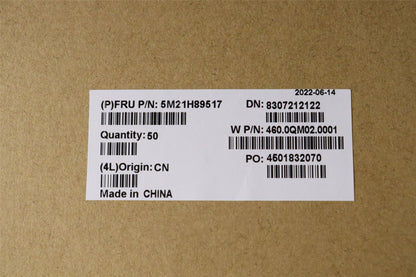 2022-06-14
(P)FRU P/N: 5M21H89517
DN: 8307212122
Quantity: 50
W P/N: 460.0QM02.0001
PO: 4501832070
(4L)Origin: CN
Made in CHINA